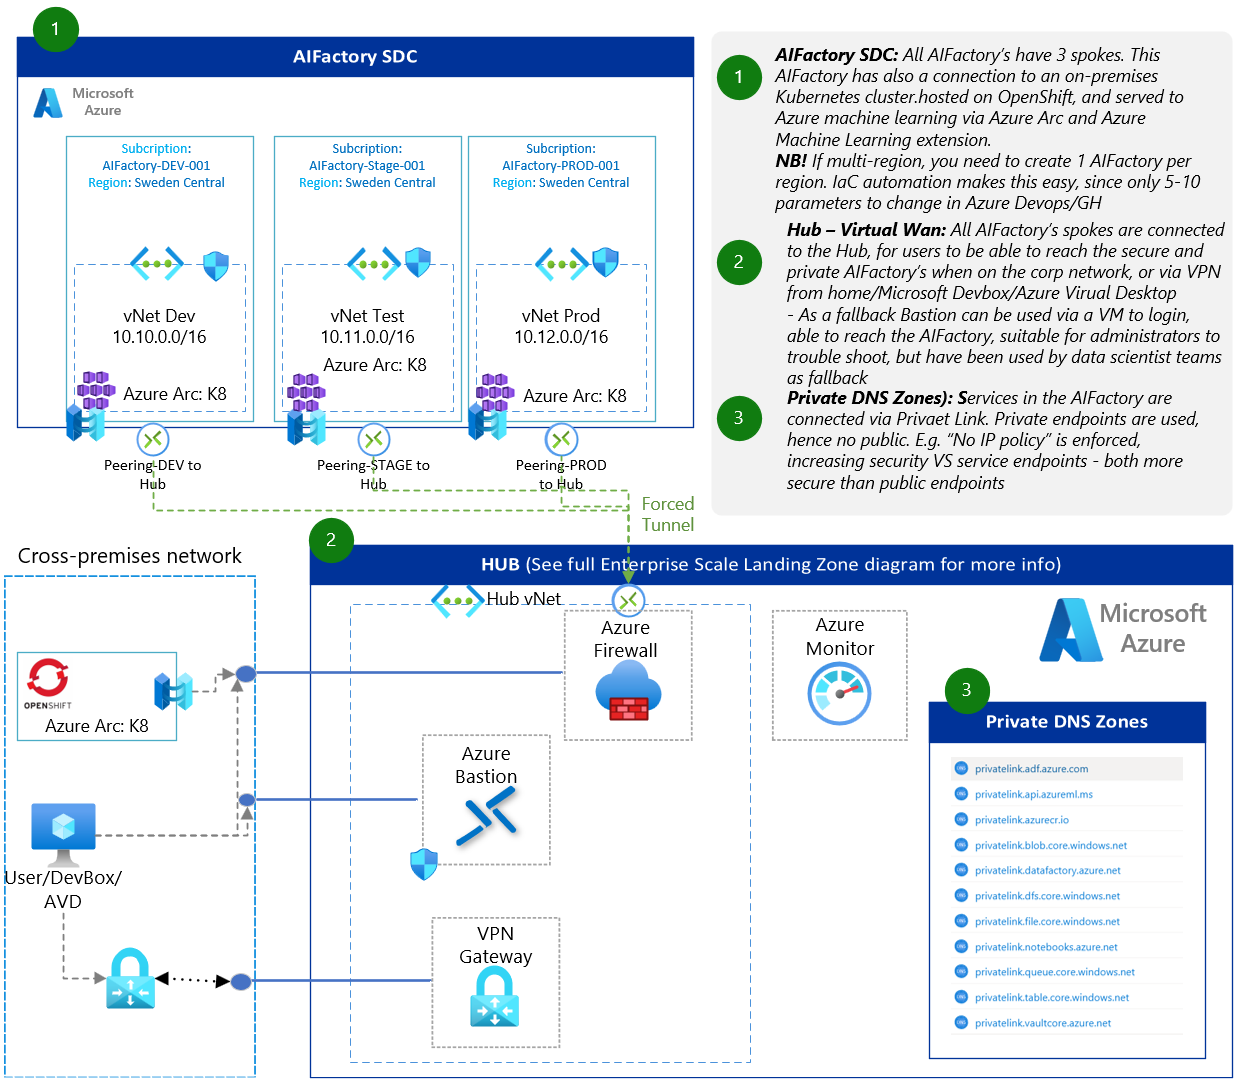 1
AIFactory SDC
Microsoft
Azure
Subcription:
AIFactory-DEV-001
Region: Sweden Central
vNet Dev
10.10.0.0/16
Azure Arc: K8
Subcription:
AIFactory-Stage-001
Region: Sweden Central
vNet Test
10.11.0.0/16
Azure Arc: K8
Subcription:
AIFactory-PROD-001
Region: Sweden Central
vNet Prod
10.12.0.0/16
Azure Arc: K8
Peering-DEV to
Hub
Peering-STAGE to
Hub
Peering-PROD
to Hub
Forced
Tunnel
1
AIFactory SDC: All AIFactory's have 3 spokes. This
AIFactory has also a connection to an on-premises
Kubernetes cluster.hosted on OpenShift, and served to
Azure machine learning via Azure Arc and Azure
Machine Learning extension.
NB! If multi-region, you need to create 1 AIFactory per
region. IaC automation makes this easy, since only 5-10
parameters to change in Azure Devops/GH
2
Hub – Virtual Wan: All AIFactory's spokes are connected
to the Hub, for users to be able to reach the secure and
private AIFactory's when on the corp network, or via VPN
from home/Microsoft Devbox/Azure Virual Desktop
- As a fallback Bastion can be used via a VM to login,
able to reach the AIFactory, suitable for administrators to
trouble shoot, but have been used by data scientist teams
as fallback
3
Private DNS Zones): Services in the AIFactory are
connected via Privaet Link. Private endpoints are used,
hence no public. E.g. "No IP policy" is enforced,
increasing security VS service endpoints - both more
secure than public endpoints
Cross-premises network
OPENSHIFT
Azure Arc: K8
User/DevBox/
AVD
2
HUB (See full Enterprise Scale Landing Zone diagram for more info)
Hub vNet
Azure
Firewall
Azure
Bastion
VPN
Gateway
Azure
Monitor
Microsoft
Azure
3
Private DNS Zones
privatelink.adf.azure.com
privatelink.api.azureml.ms
privatelink.azurecr.io
privatelink.blob.core.windows.net
privatelink.datafactory.azure.net
privatelink.dfs.core.windows.net
privatelink.file.core.windows.net
privatelink.notebooks.azure.net
privatelink.queue.core.windows.net
privatelink.table.core.windows.net
privatelink.vaultcore.azure.net